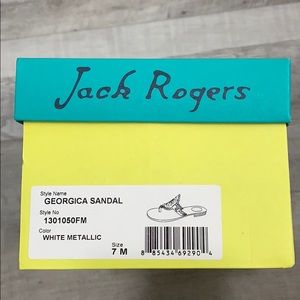 Jack Rogers
Style Name
GEORGICA SANDAL
Style No
1301050FM
Color
WHITE METALLIC
Size
7 M
8 85434 69290 4